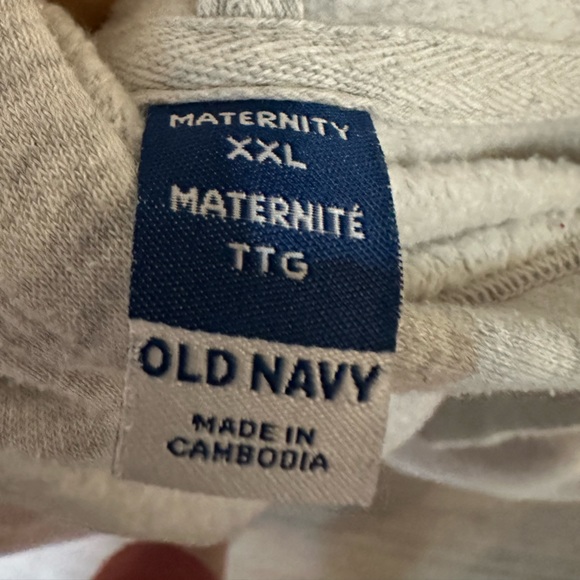 MATERNITY
XXL
MATERNITÉ
TTG
OLD NAVY
MADE IN
CAMBODIA